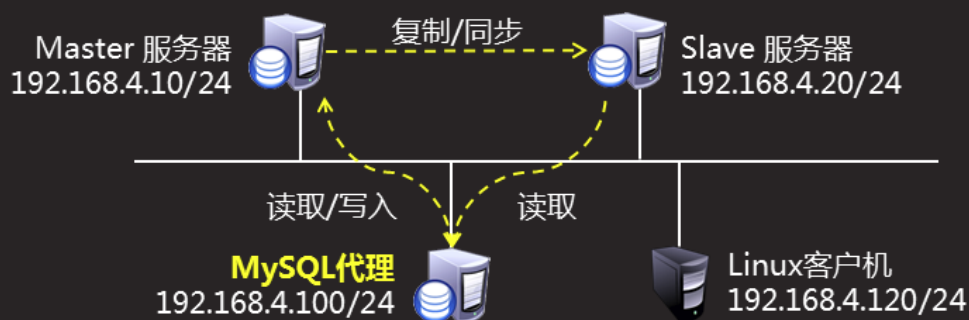 复制/同步
Master 服务器
192.168.4.10/24
Slave 服务器
192.168.4.20/24
读取/写入
读取
MySQL代理
192.168.4.100/24
Linux客户机
192.168.4.120/24